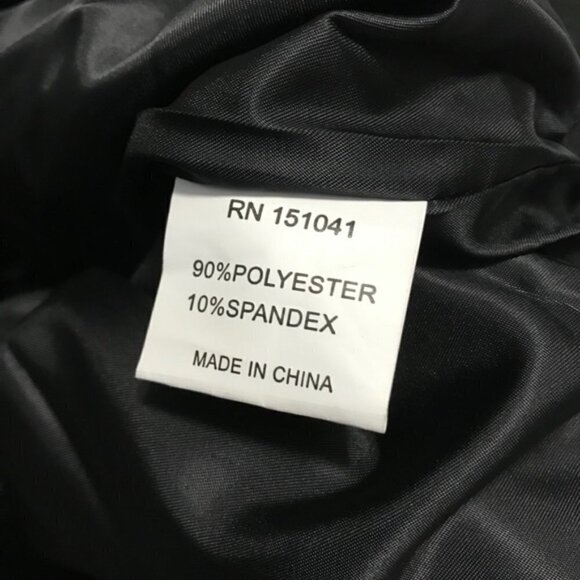 RN 151041
90%POLYESTER
10%SPANDEX
MADE IN CHINA